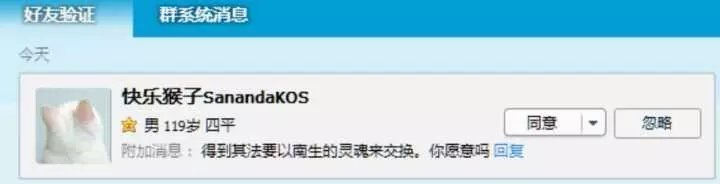 好友验证 群系统消息
今天
快乐猴子SanandaKOS
男 119岁 四平 同意 忽略
附加消息： 得到其法要以南生的灵魂来交换。你愿意吗 回复